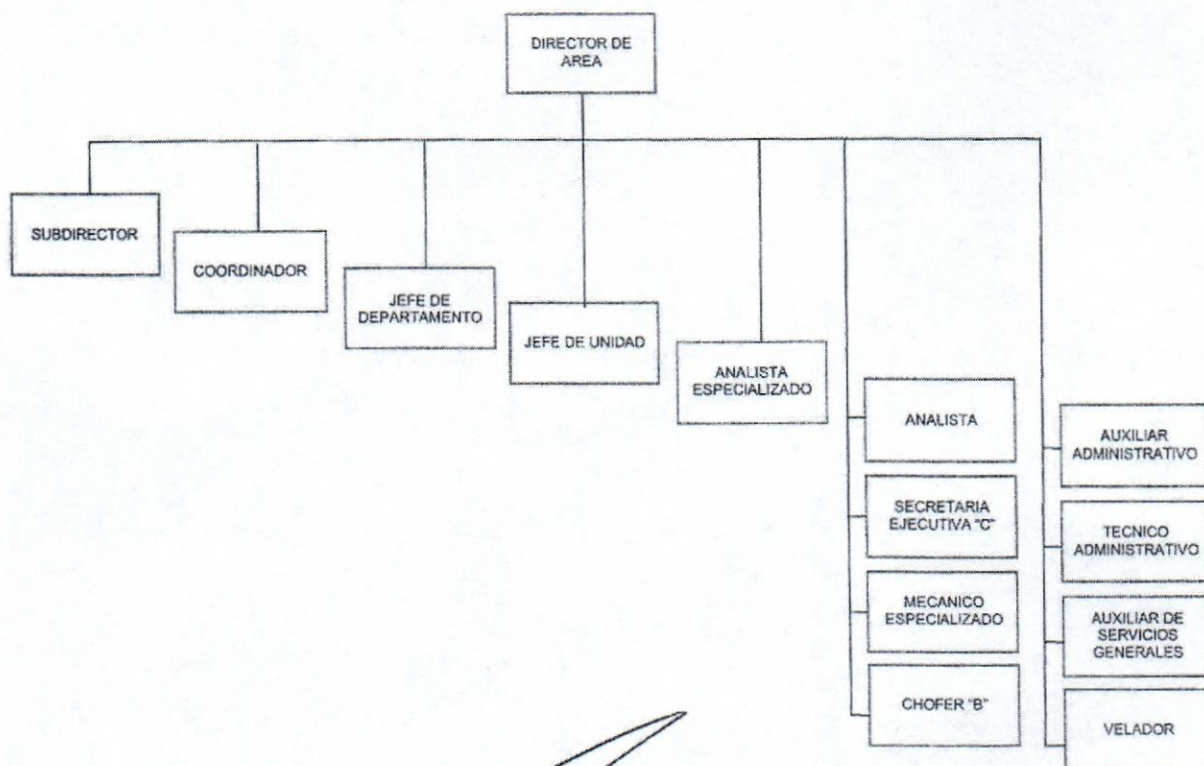 DIRECTOR DE
AREA
SUBDIRECTOR
COORDINADOR
JEFE DE
DEPARTAMENTO
JEFE DE UNIDAD
ANALISTA
ESPECIALIZADO
ANALISTA
SECRETARIA
EJECUTIVA "C"
MECANICO
ESPECIALIZADO
CHOFER "B"
AUXILIAR
ADMINISTRATIVO
TECNICO
ADMINISTRATIVO
AUXILIAR DE
SERVICIOS
GENERALES
VELADOR